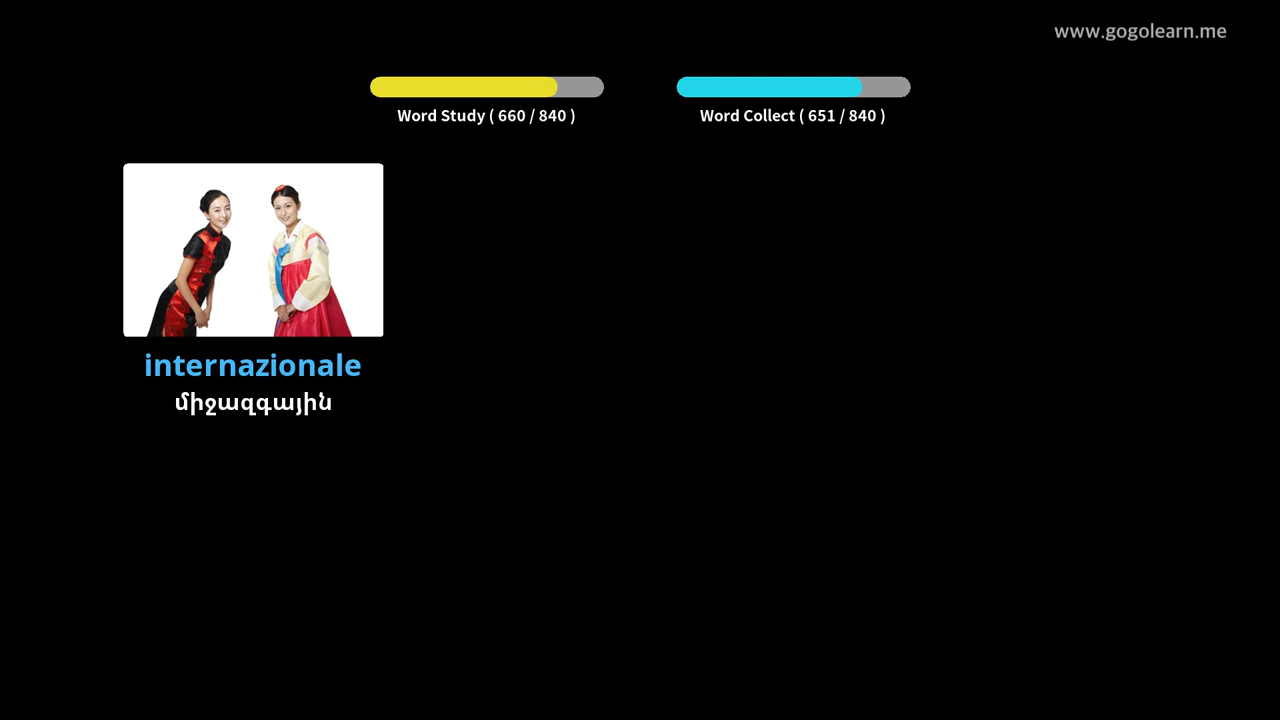 www.gogolearn.me
Word Study ( 660 / 840 )
Word Collect ( 651 / 840 )
internazionale
միջազգային